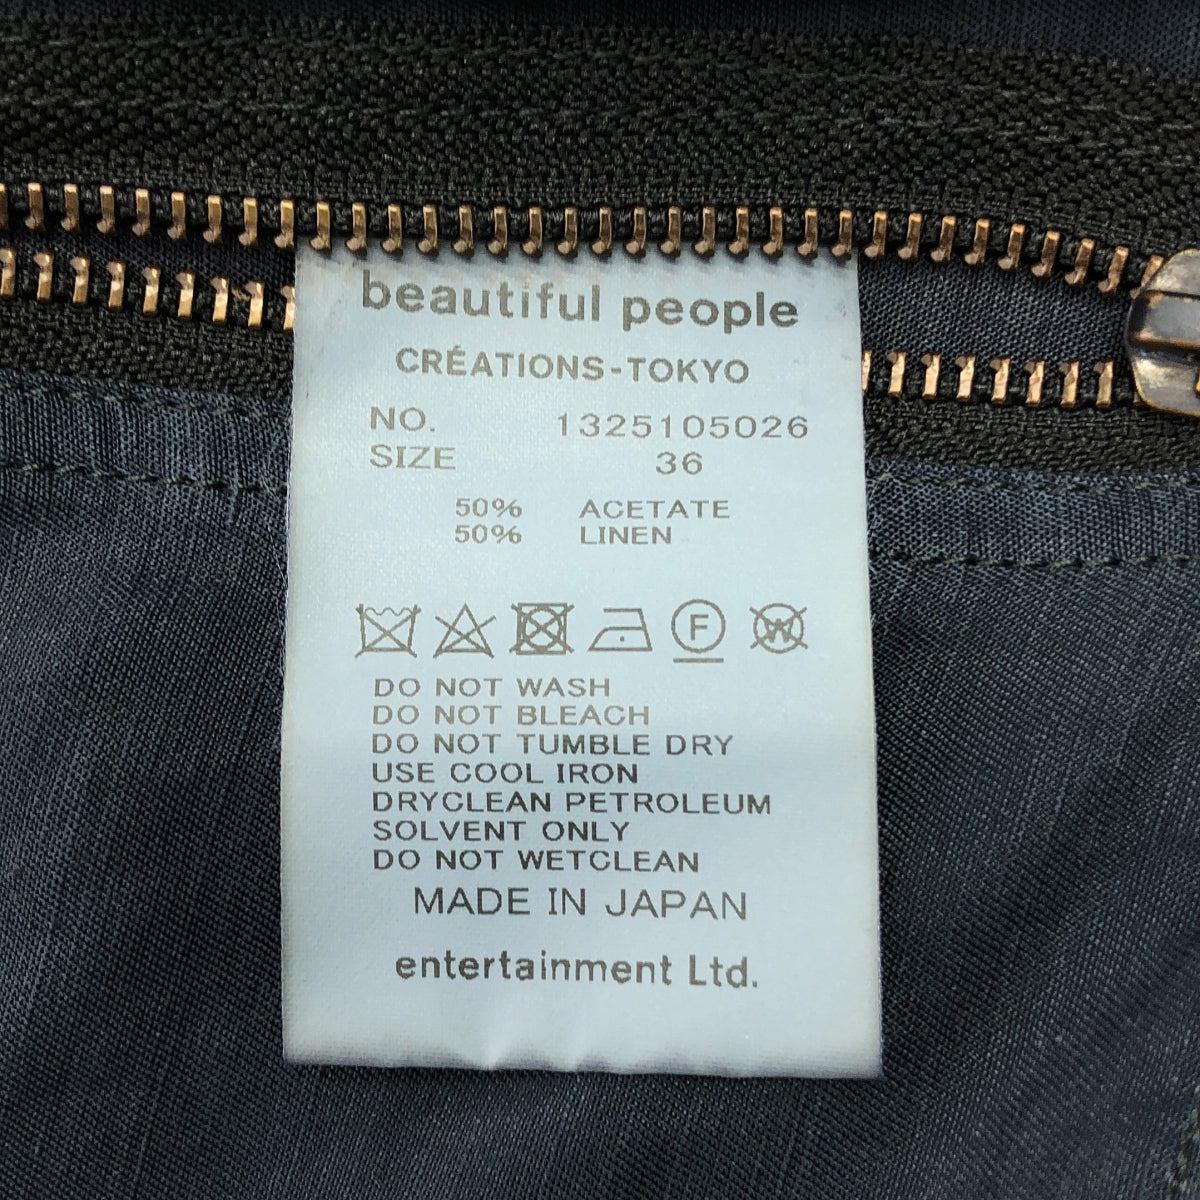 beautiful people
CRÉATIONS-TOKYO
NO. 1325105026
SIZE 36
50% ACETATE
50% LINEN
F W
DO NOT WASH
DO NOT BLEACH
DO NOT TUMBLE DRY
USE COOL IRON
DRYCLEAN PETROLEUM
SOLVENT ONLY
DO NOT WETCLEAN
MADE IN JAPAN
entertainment Ltd.